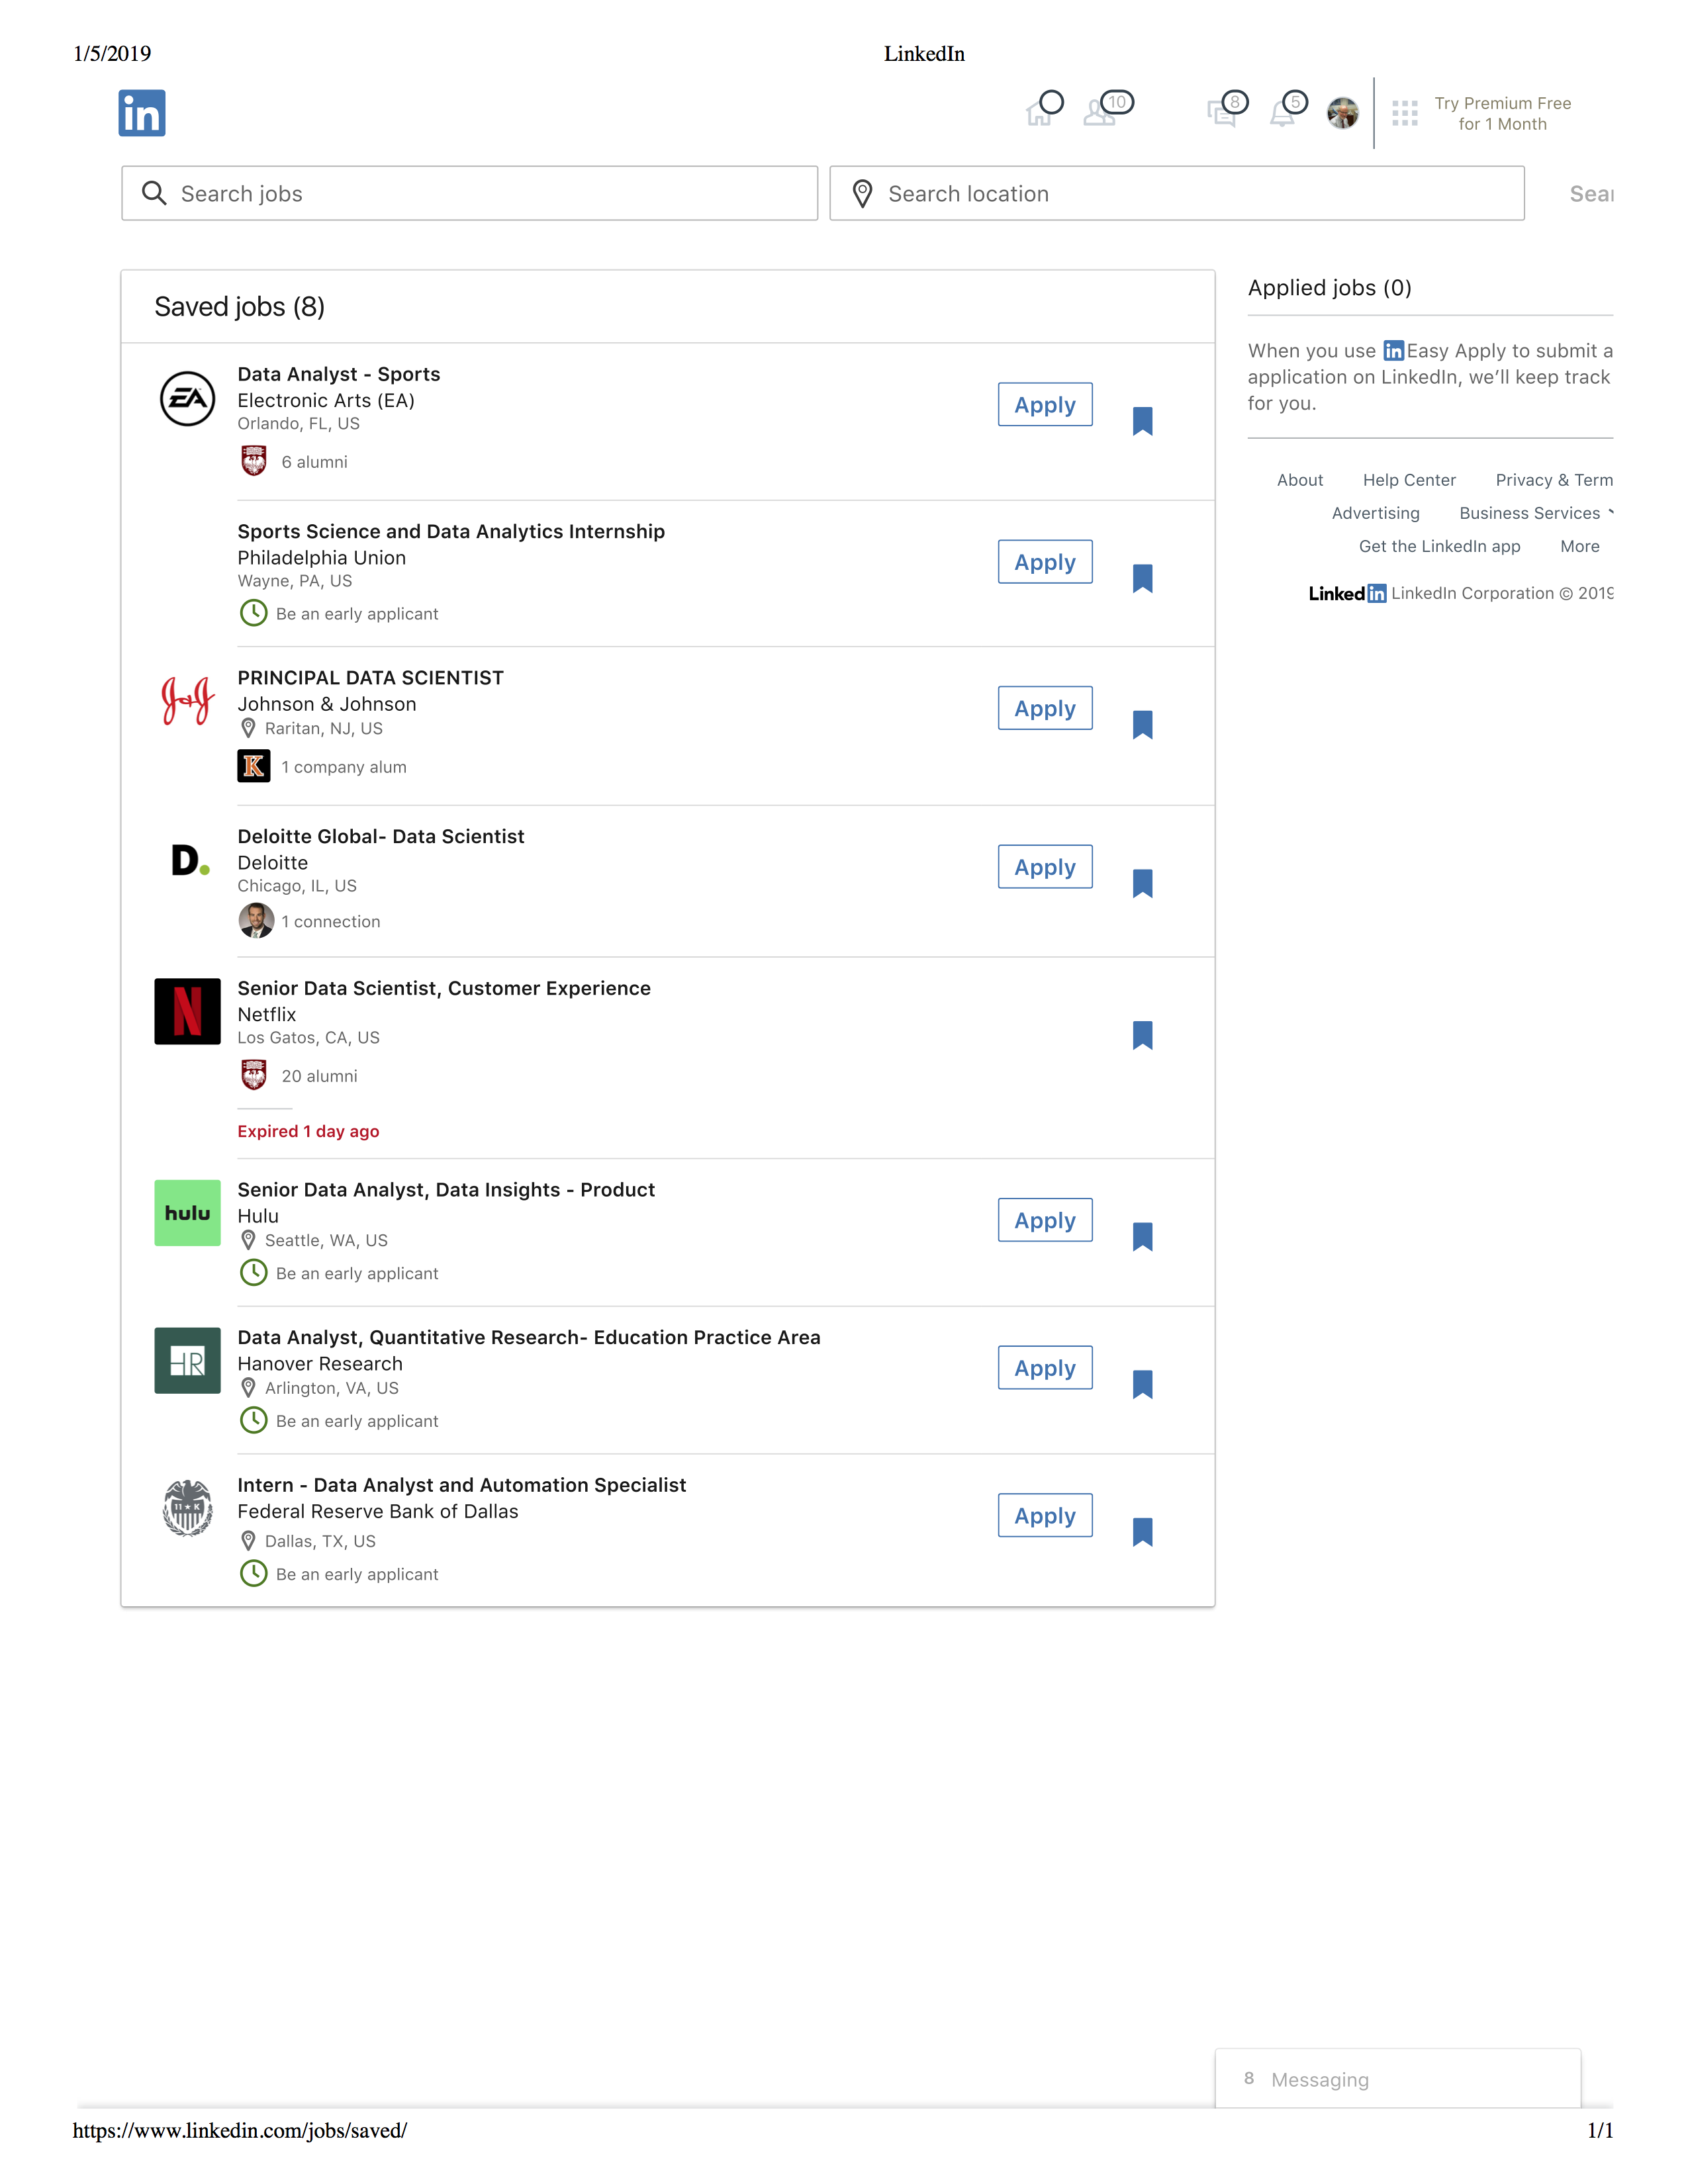 1/5/2019 LinkedIn
in
10 8 5
Try Premium Free
for 1 Month
Search jobs Search location Sear
Saved jobs (8)
Data Analyst - Sports
Electronic Arts (EA)
Orlando, FL, US
6 alumni
Apply
Sports Science and Data Analytics Internship
Philadelphia Union
Wayne, PA, US
Be an early applicant
Apply
PRINCIPAL DATA SCIENTIST
Johnson & Johnson
Raritan, NJ, US
K 1 company alum
Apply
Deloitte Global- Data Scientist
D. Deloitte
Chicago, IL, US
1 connection
Apply
Senior Data Scientist, Customer Experience
N Netflix
Los Gatos, CA, US
20 alumni
Expired 1 day ago
Senior Data Analyst, Data Insights - Product
hulu Hulu
Seattle, WA, US
Be an early applicant
Apply
Data Analyst, Quantitative Research- Education Practice Area
HR Hanover Research
Arlington, VA, US
Be an early applicant
Apply
Intern - Data Analyst and Automation Specialist
11★K Federal Reserve Bank of Dallas
Dallas, TX, US
Be an early applicant
Apply
Applied jobs (0)
When you use in Easy Apply to submit a
application on LinkedIn, we’ll keep track
for you.
About Help Center Privacy & Term
Advertising Business Services
Get the LinkedIn app More
Linkedin LinkedIn Corporation © 2019
8 Messaging
https://www.linkedin.com/jobs/saved/ 1/1